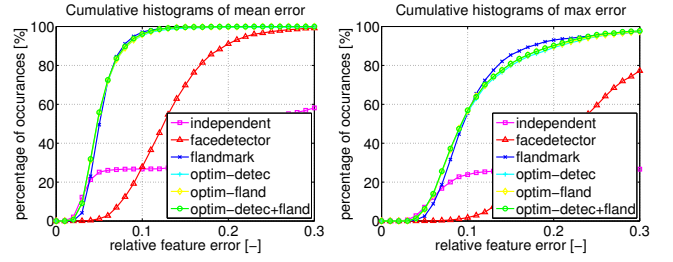 Cumulative histograms of mean error
percentage of occurances [%]
100
80
60
40
20
0
independent
facedetector
flandmark
optim-detec
optim-fland
optim-detec+fland
0
0.1
0.2
0.3
relative feature error [–]
Cumulative histograms of max error
percentage of occurances [%]
100
80
60
40
20
0
independent
facedetector
flandmark
optim-detec
optim-fland
optim-detec+fland
0
0.1
0.2
0.3
relative feature error [–]